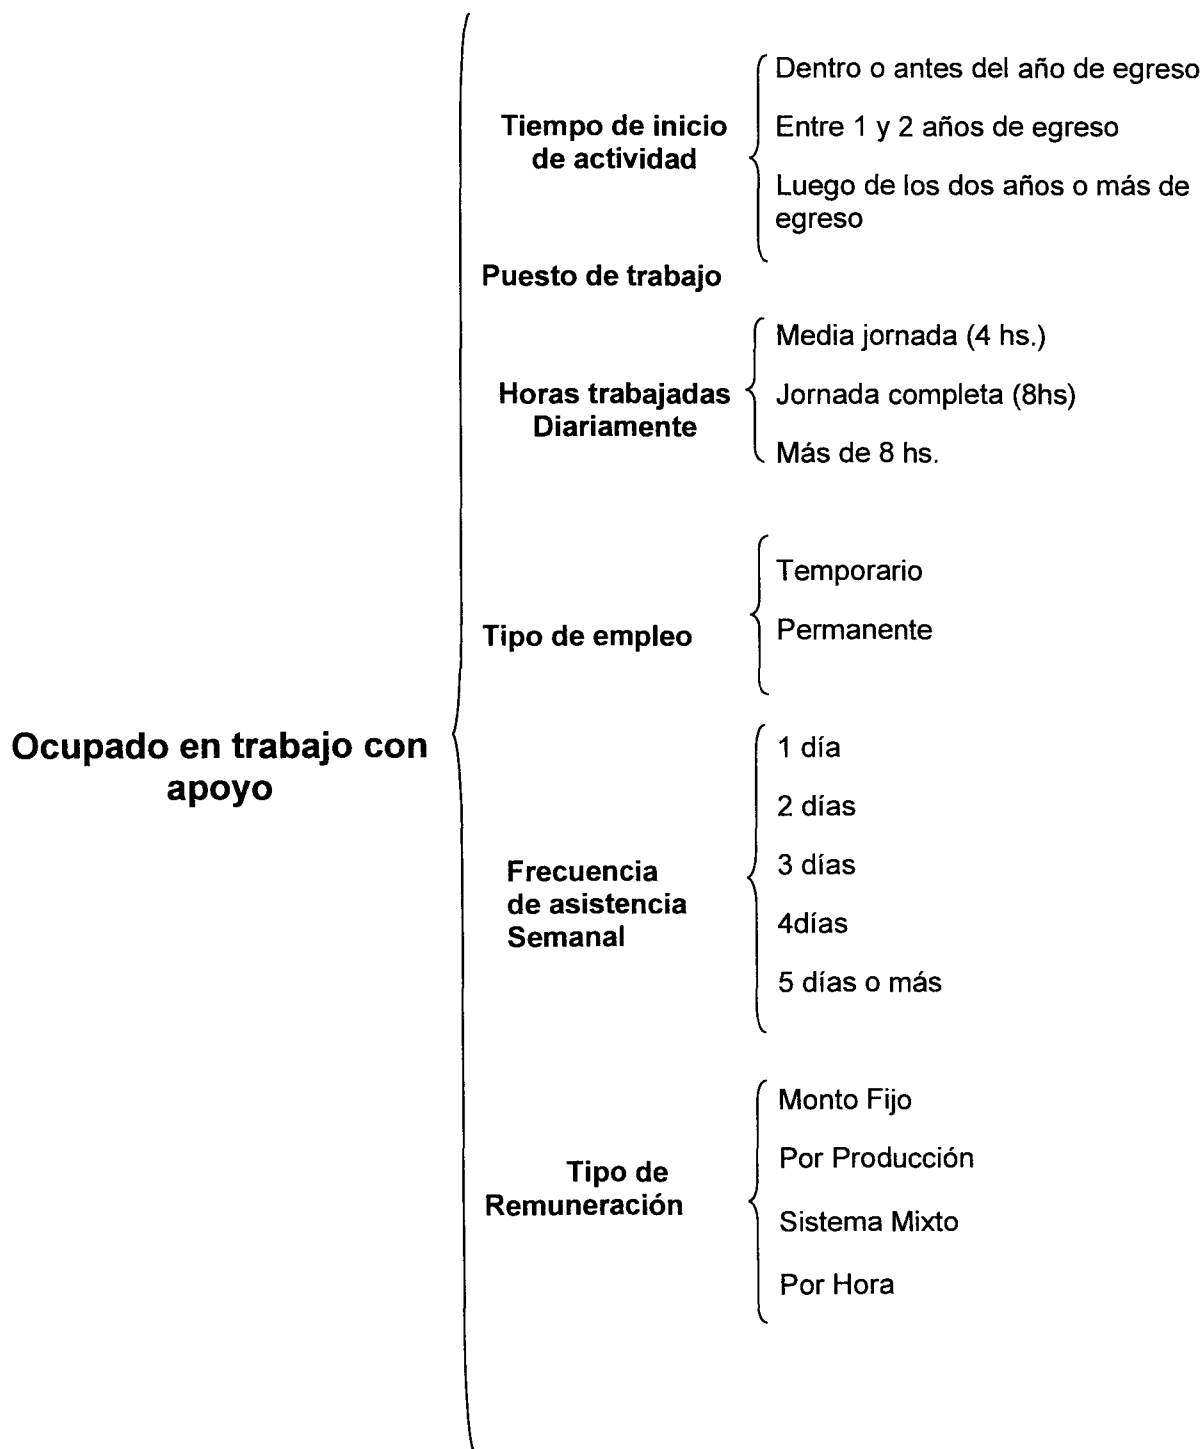 Dentro o antes del año de egreso
Tiempo de inicio
de actividad
Entre 1 y 2 años de egreso
Luego de los dos años o más de
egreso
Puesto de trabajo
Horas trabajadas
Diariamente
Media jornada (4 hs.)
Jornada completa (8hs)
Más de 8 hs.
Tipo de empleo
Temporario
Permanente
Ocupado en trabajo con
apoyo
Frecuencia
de asistencia
Semanal
1 día
2 días
3 días
4días
5 días o más
Tipo de
Remuneración
Monto Fijo
Por Producción
Sistema Mixto
Por Hora